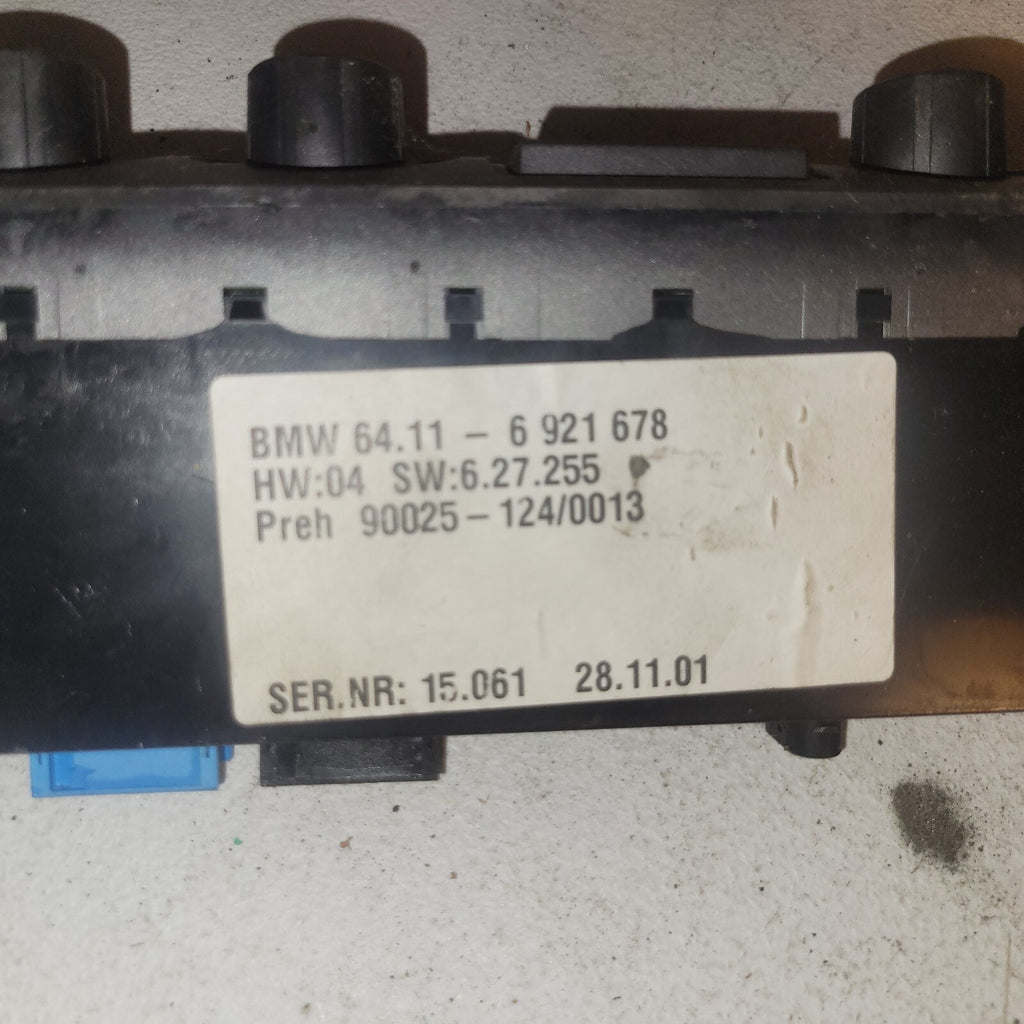 BMW 64.11 – 6 921 678
HW:04 SW:6.27.255
Preh 90025 – 124/0013
SER.NR: 15.061 28.11.01